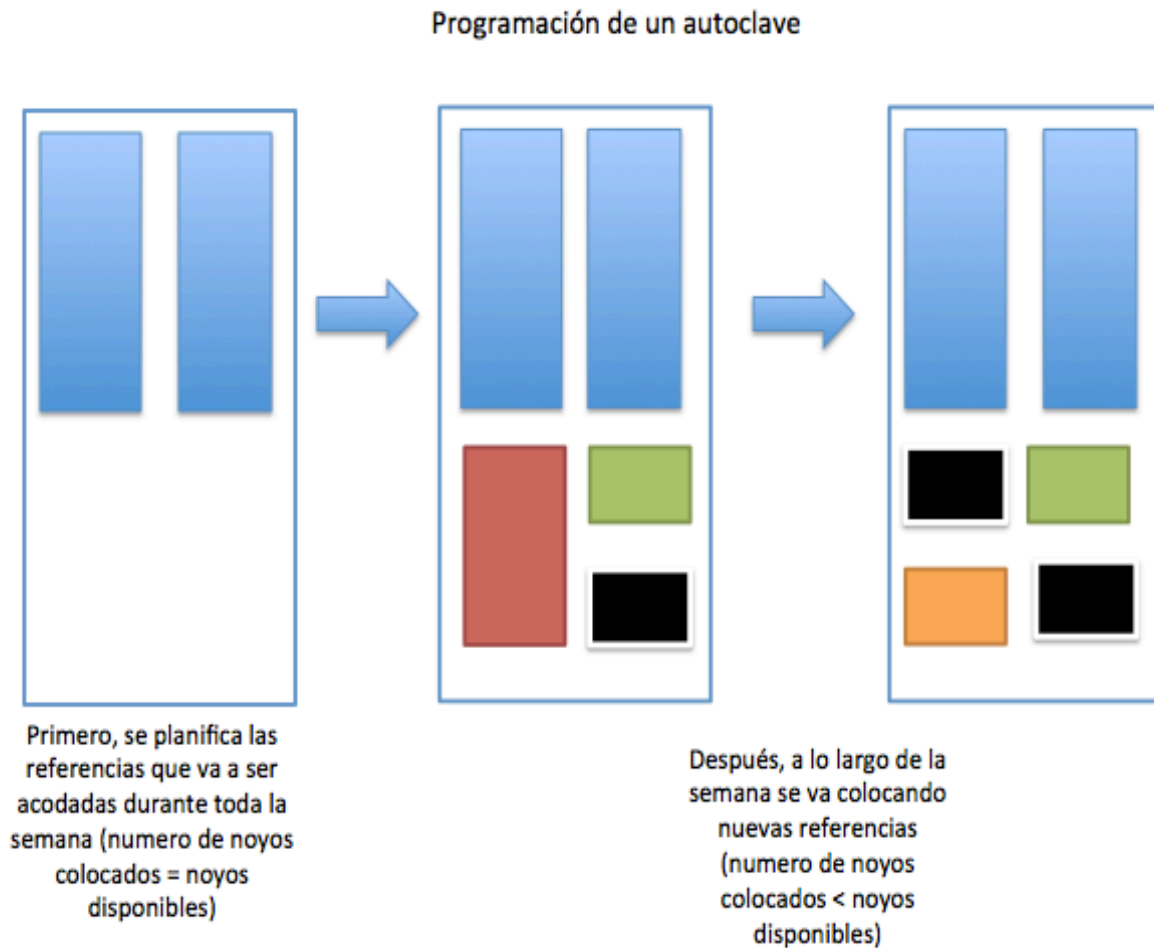 Programación de un autoclave
Primero, se planifica las
referencias que va a ser
acodadas durante toda la
semana (numero de noyos
colocados = noyos
disponibles)
Después, a lo largo de la
semana se va colocando
nuevas referencias
(numero de noyos
colocados < noyos
disponibles)